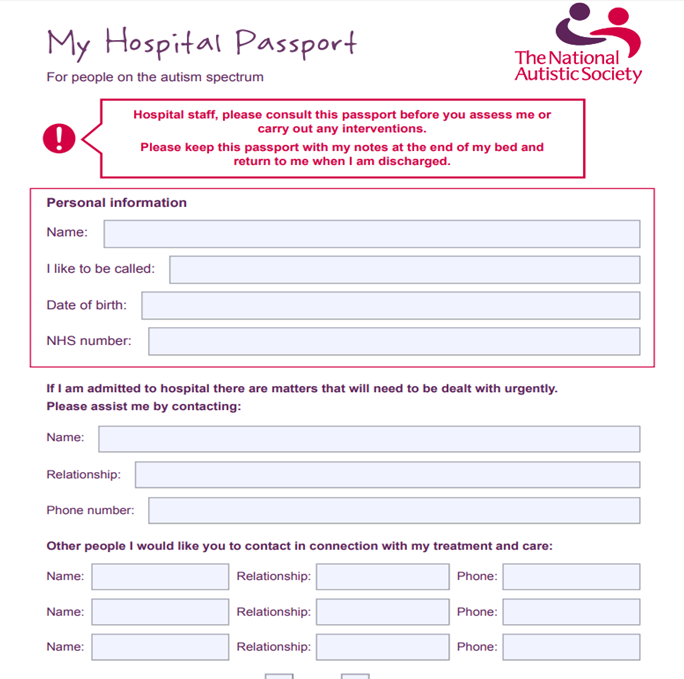 My Hospital Passport
For people on the autism spectrum
The National
Autistic Society
!
Hospital staff, please consult this passport before you assess me or
carry out any interventions.
Please keep this passport with my notes at the end of my bed and
return to me when I am discharged.
Personal information
Name:
I like to be called:
Date of birth:
NHS number:
If I am admitted to hospital there are matters that will need to be dealt with urgently.
Please assist me by contacting:
Name:
Relationship:
Phone number:
Other people I would like you to contact in connection with my treatment and care:
Name: Relationship: Phone:
Name: Relationship: Phone:
Name: Relationship: Phone: